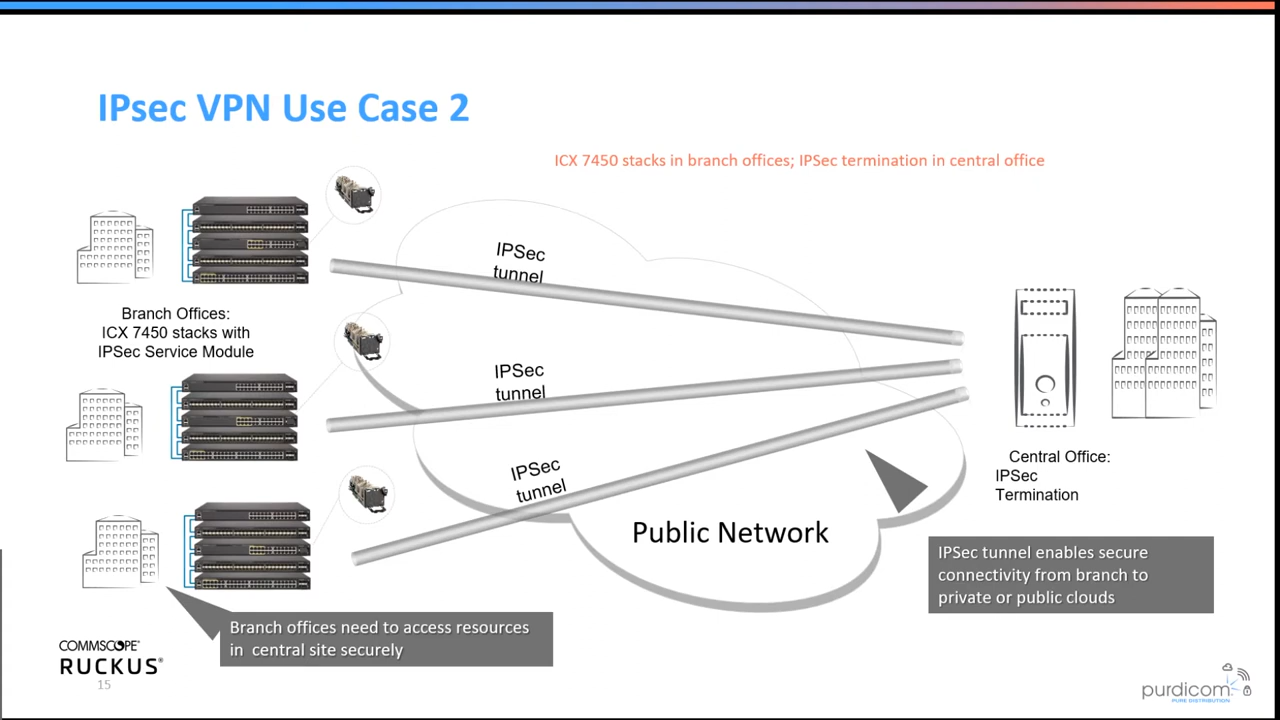 IPsec VPN Use Case 2
ICX 7450 stacks in branch offices; IPSec termination in central office
IPSec
tunnel
Branch Offices:
ICX 7450 stacks with
IPSec Service Module
IPSec
tunnel
IPSec
tunnel
Central Office:
IPSec
Termination
Public Network
IPSec tunnel enables secure
connectivity from branch to
private or public clouds
Branch offices need to access resources
in central site securely
COMMSCOPE®
RUCKUS®
15
purdicom
PURE DISTRIBUTION